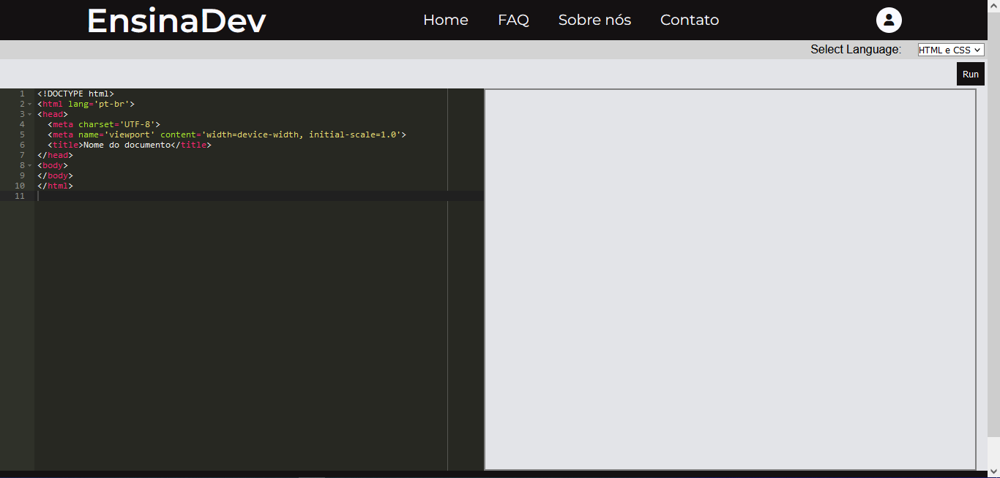 EnsinaDev Home FAQ Sobre nós Contato
Select Language: HTML e CSS
Run
1 <!DOCTYPE html>
2 <html lang='pt-br'>
3 <head>
4 <meta charset='UTF-8'>
5 <meta name='viewport' content='width=device-width, initial-scale=1.0'>
6 <title>Nome do documento</title>
7 </head>
8 <body>
9 </body>
10 </html>
11